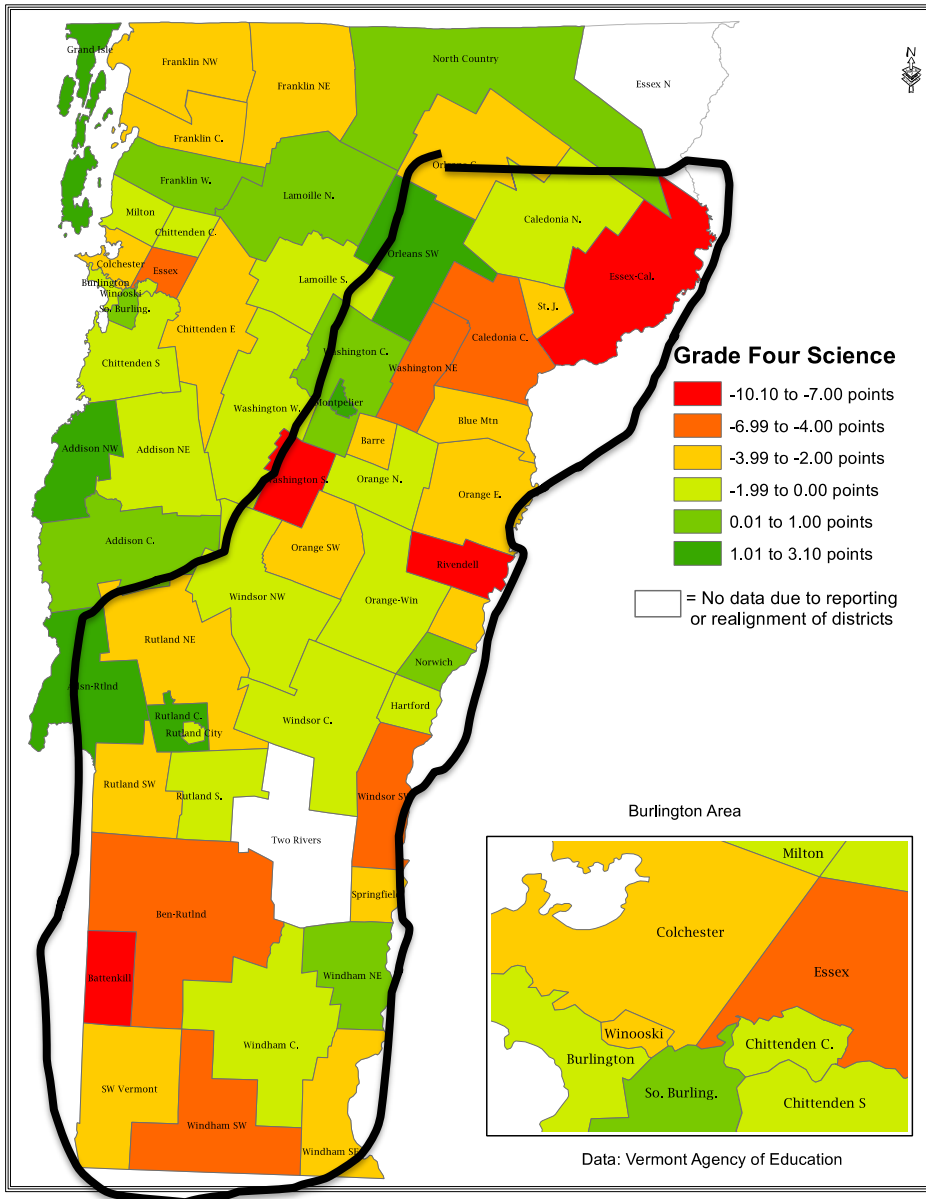 N
Grand Isle
Franklin NW
Franklin NE
North Country
Essex N
Franklin C.
Orleans C.
Franklin W.
Lamoille N.
Milton
Chittenden C.
Caledonia N.
Orleans SW
Colchester
Essex
Lamoille S.
Essex-Cal.
Burlington
Winooski
So. Burling.
St. J.
Chittenden E
Caledonia C.
Washington C.
Chittenden S
Washington NE
Montpelier
Washington W.
Blue Mtn
Barre
Addison NW
Addison NE
Washington S.
Orange N.
Orange E.
Addison C.
Orange SW
Rivendell
Windsor NW
Orange-Win
Rutland NE
Norwich
Adsn-Rtlnd
Hartford
Rutland C.
Windsor C.
Rutland City
Rutland SW
Rutland S.
Windsor SW
Two Rivers
Springfield
Ben-Rutlnd
Battenkill
Windham NE
Windham C.
SW Vermont
Windham SW
Windham SE
Grade Four Science
-10.10 to -7.00 points
-6.99 to -4.00 points
-3.99 to -2.00 points
-1.99 to 0.00 points
0.01 to 1.00 points
1.01 to 3.10 points
= No data due to reporting
or realignment of districts
Burlington Area
Milton
Colchester
Essex
Winooski
Chittenden C.
Burlington
So. Burling.
Chittenden S
Data: Vermont Agency of Education